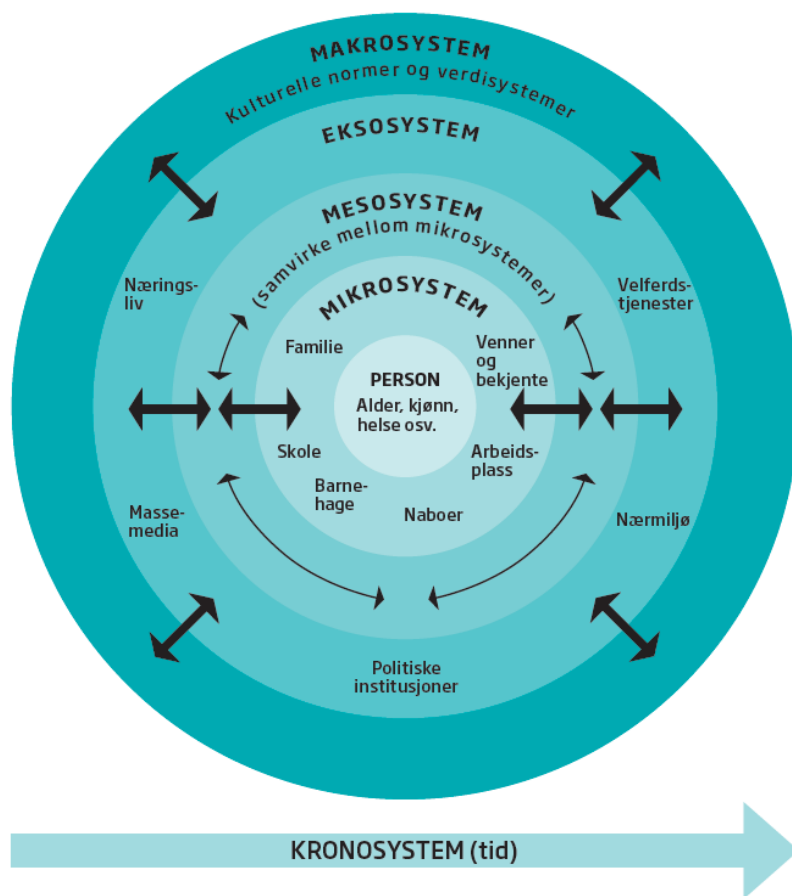 MAKROSYSTEM
Kulturelle normer og verdisystemer
EKSOSYSTEM
MESOSYSTEM
(samvirke mellom mikrosystemer)
MIKROSYSTEM
Nærings-
liv
Velferds-
tjenester
Familie
Venner
og
bekjente
PERSON
Alder, kjønn,
helse osv.
Skole
Arbeids-
plass
Barne-
hage
Naboer
Masse-
media
Nærmiljø
Politiske
institusjoner
KRONOSYSTEM (tid)